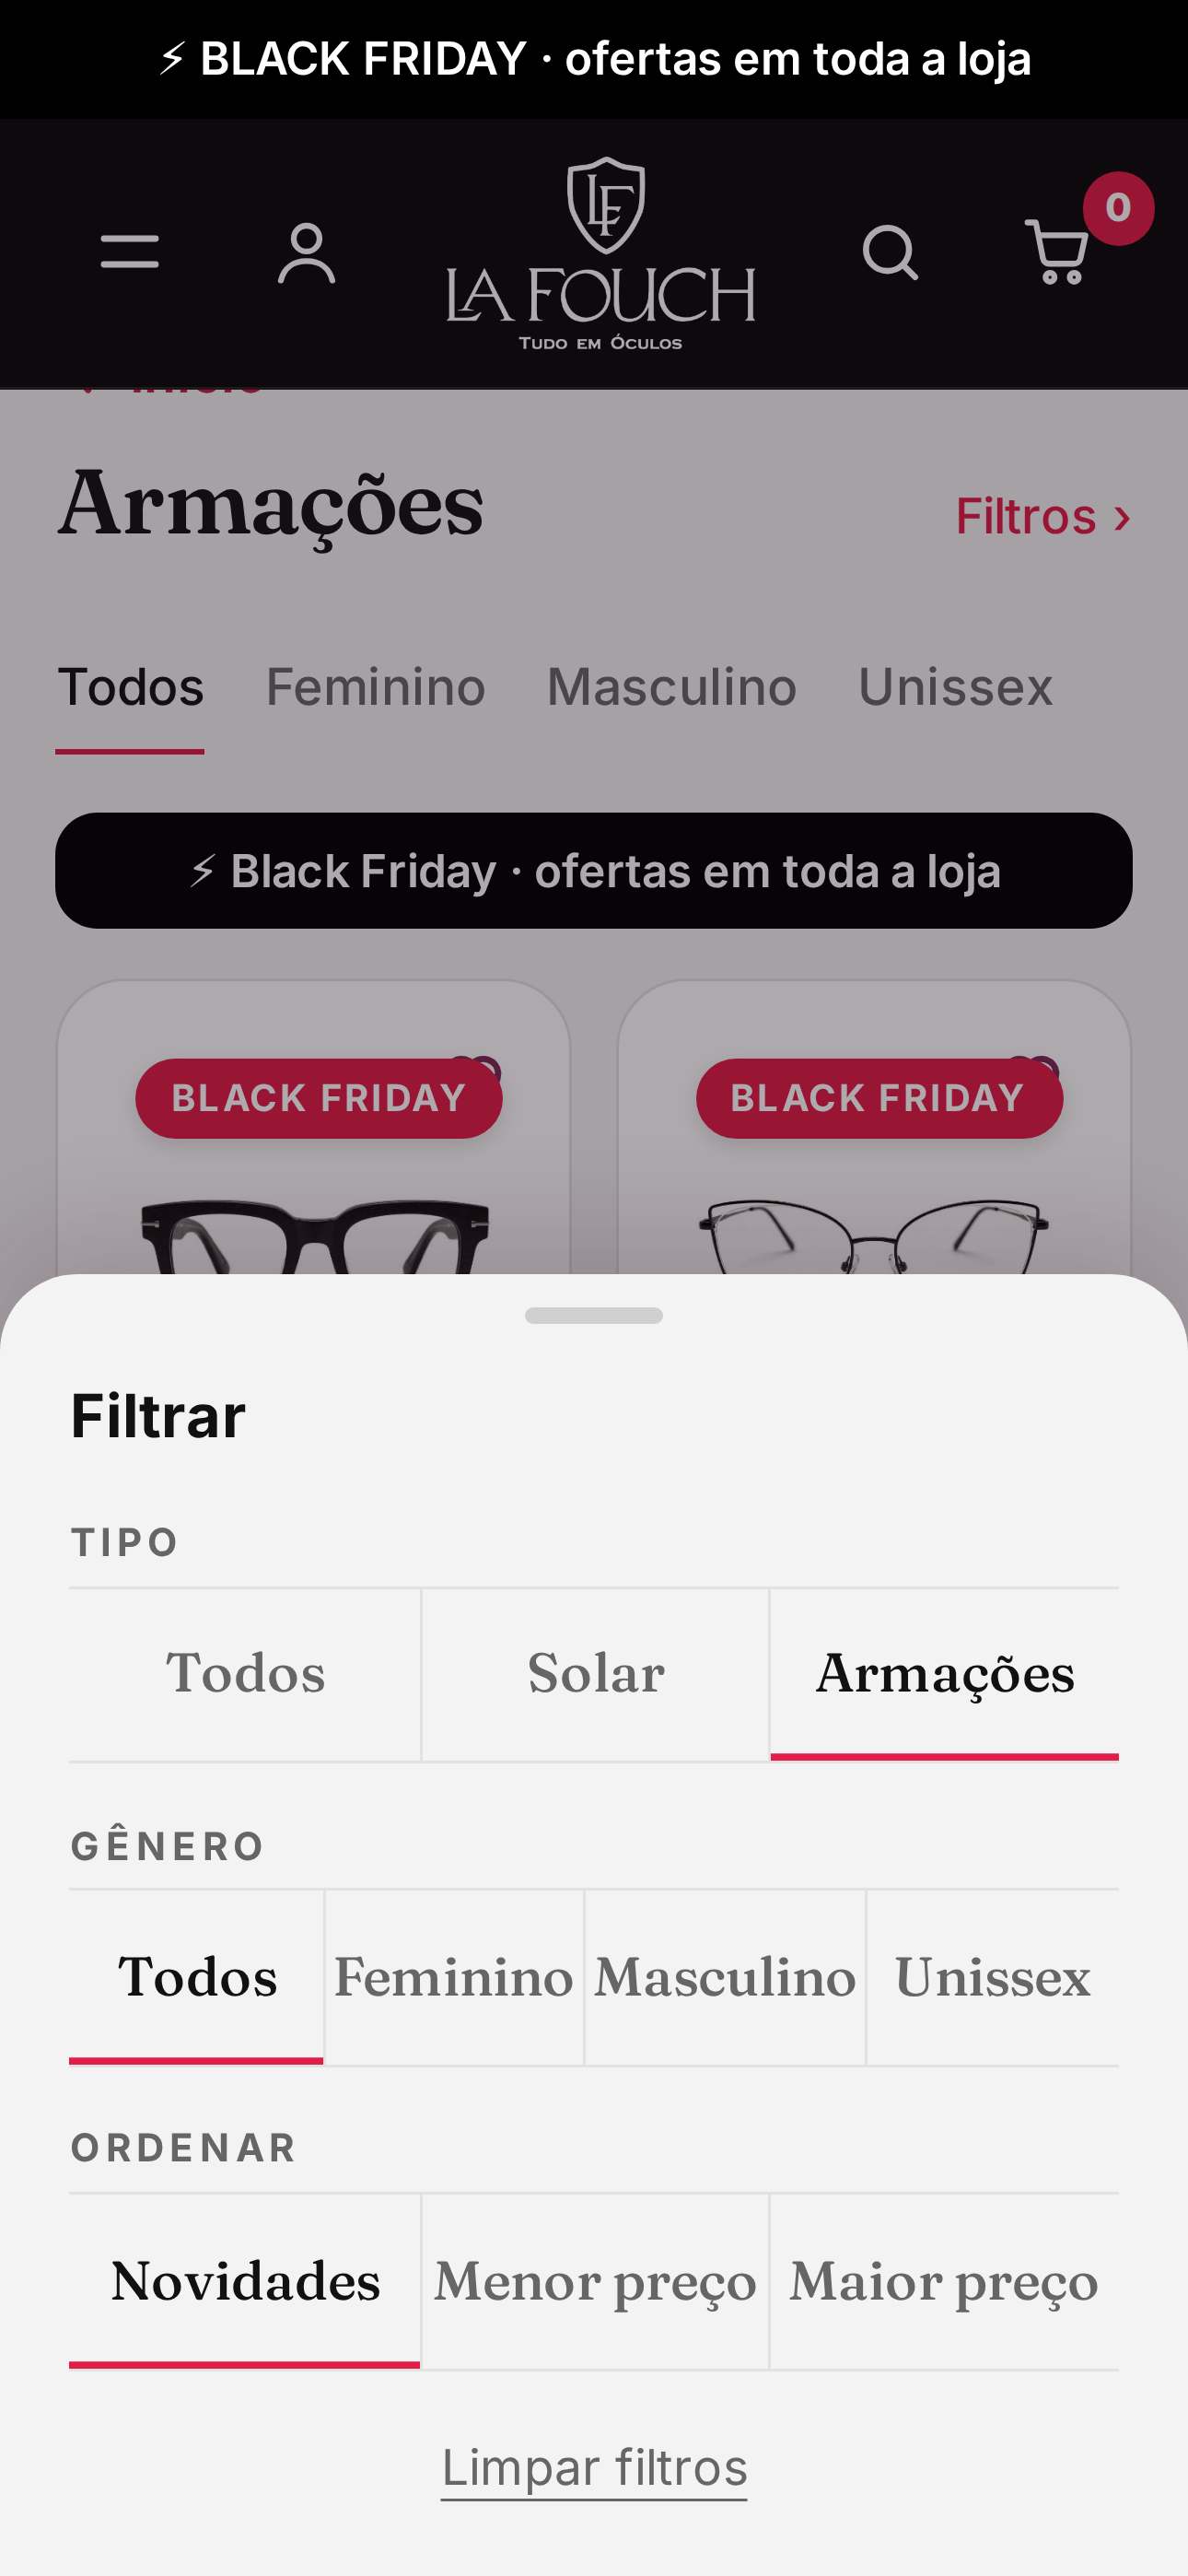 ⚡ BLACK FRIDAY · ofertas em toda a loja
0
LF
LA FOUCH
TUDO EM ÓCULOS
Armações
Filtros ›
Todos Feminino Masculino Unissex
⚡ Black Friday · ofertas em toda a loja
BLACK FRIDAY BLACK FRIDAY
Filtrar
TIPO
Todos Solar Armações
GÊNERO
Todos Feminino Masculino Unissex
ORDENAR
Novidades Menor preço Maior preço
Limpar filtros